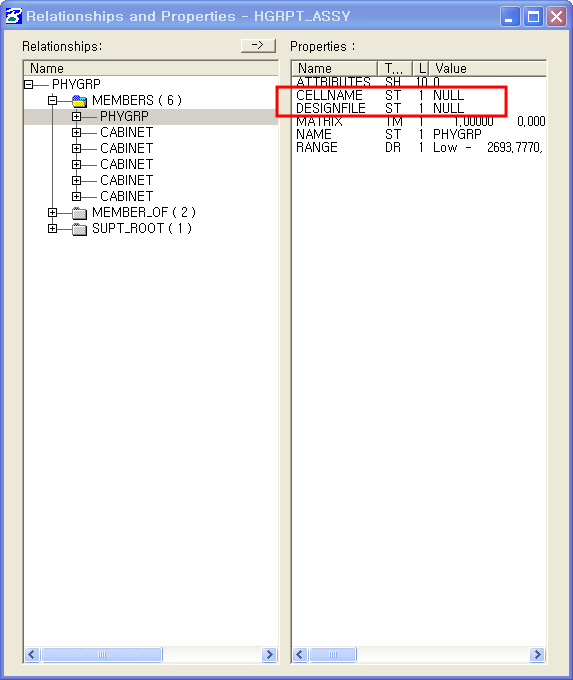 Relationships and Properties - HGRPT_ASSY
Relationships:
->
Properties :
Name
PHYGRP
MEMBERS ( 6 )
PHYGRP
CABINET
CABINET
CABINET
CABINET
CABINET
MEMBER_OF ( 2 )
SUPT_ROOT ( 1 )
Name T... L Value
ATTRIBUTES SH 10 0
CELLNAME ST 1 NULL
DESIGNFILE ST 1 NULL
MATRIX TM 1 1,00000 0,000
NAME ST 1 PHYGRP
RANGE DR 1 Low - 2693,7770,